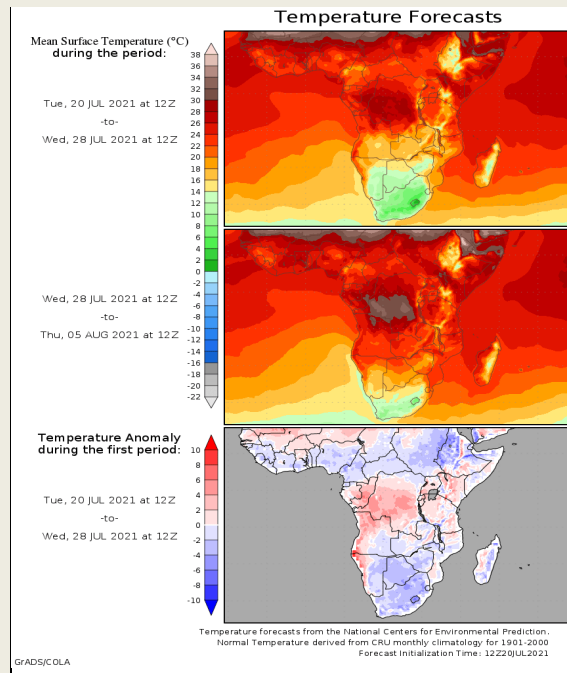 Temperature Forecasts
Mean Surface Temperature (°C)
during the period:
Tue, 20 JUL 2021 at 12Z
-to-
Wed, 28 JUL 2021 at 12Z
38
36
34
32
30
28
26
24
22
20
18
16
14
12
10
8
6
4
2
0
-2
-4
-6
-8
-10
-12
-14
-16
-18
-20
-22
Wed, 28 JUL 2021 at 12Z
-to-
Thu, 05 AUG 2021 at 12Z
Temperature Anomaly
during the first period:
Tue, 20 JUL 2021 at 12Z
-to-
Wed, 28 JUL 2021 at 12Z
10
8
6
4
2
0
-2
-4
-6
-8
-10
Temperature forecasts from the National Centers for Environmental Prediction.
Normal Temperature derived from CRU monthly climatology for 1901-2000
Forecast Initialization Time: 12Z20JUL2021
GrADS/COLA